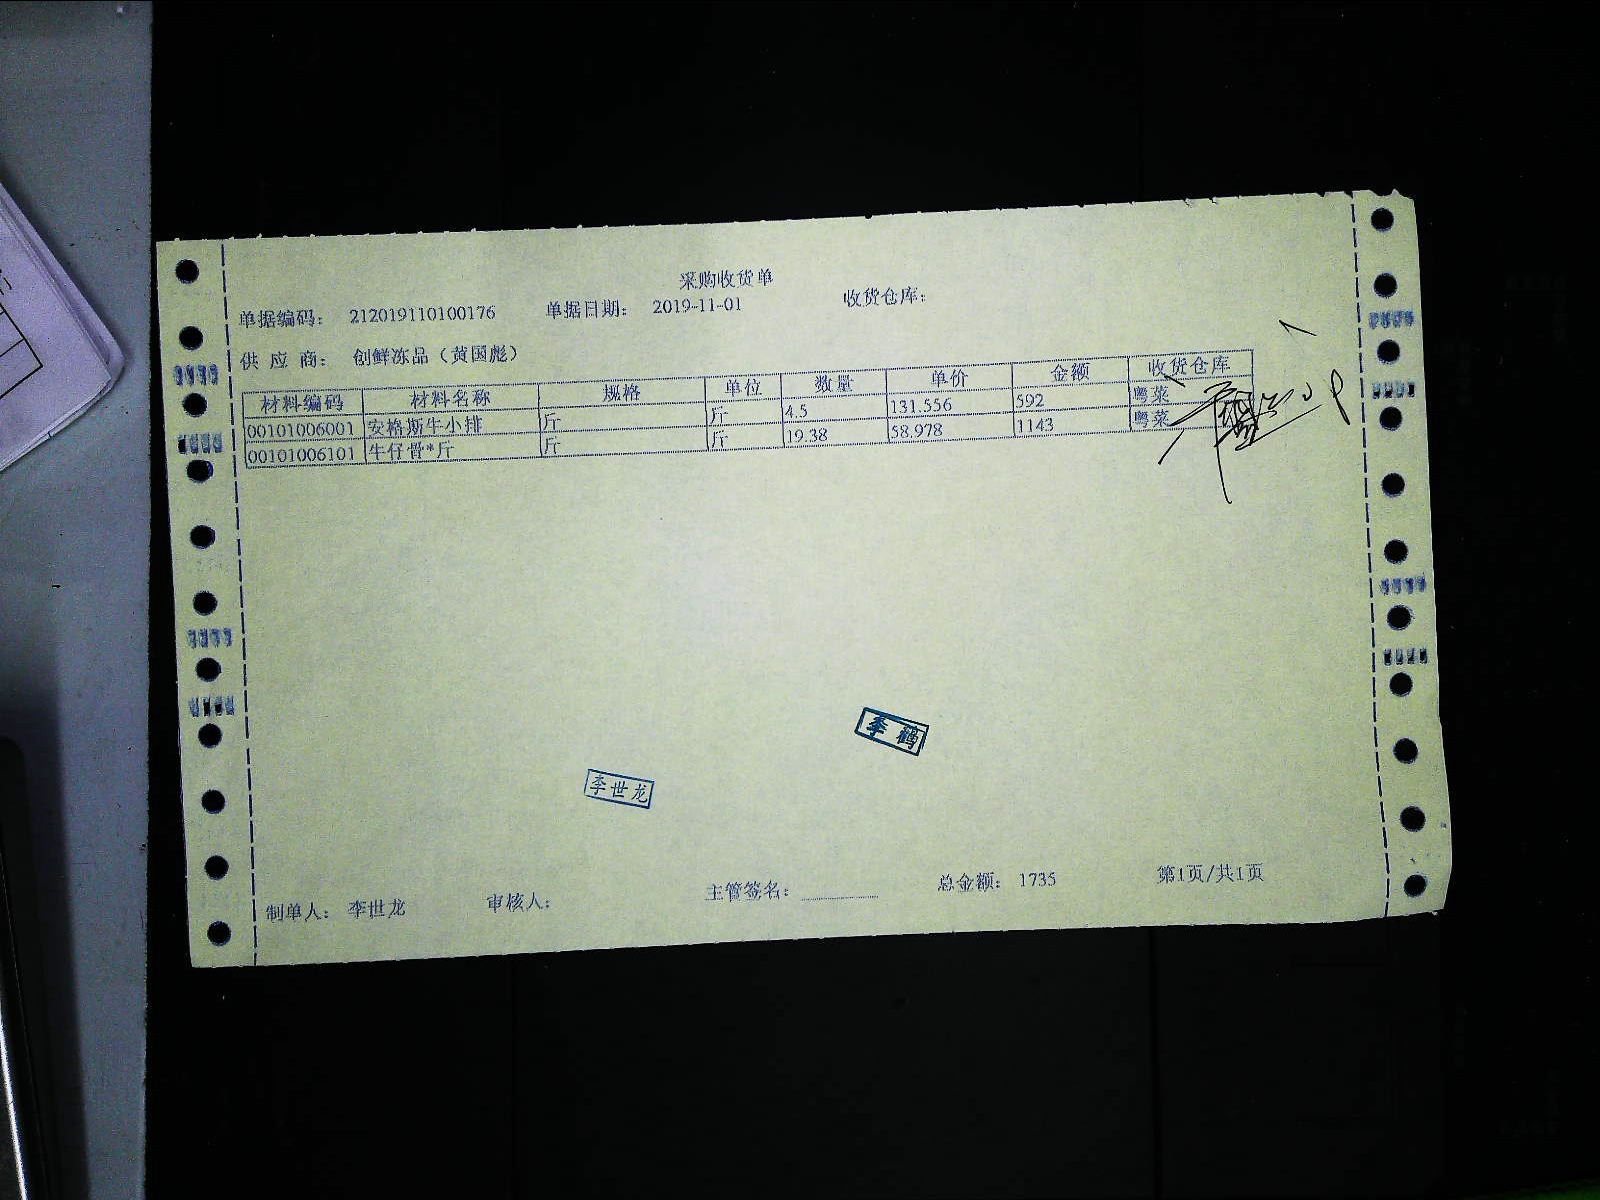 采购收货单
单据编码： 212019110100176 单据日期： 2019-11-01 收货仓库：
供 应 商： 创鲜冻品（黄国彪）
材料编码 材料名称 规格 单位 数量 单价 金额 收货仓库
00101006001 安格斯牛小排 斤 斤 4.5 131.556 592 粤菜
00101006101 牛仔骨*斤 斤 斤 19.38 58.978 1143 粤菜
李鹤
李世龙
制单人： 李世龙 审核人： 主管签名： 总金额： 1735 第1页/共1页